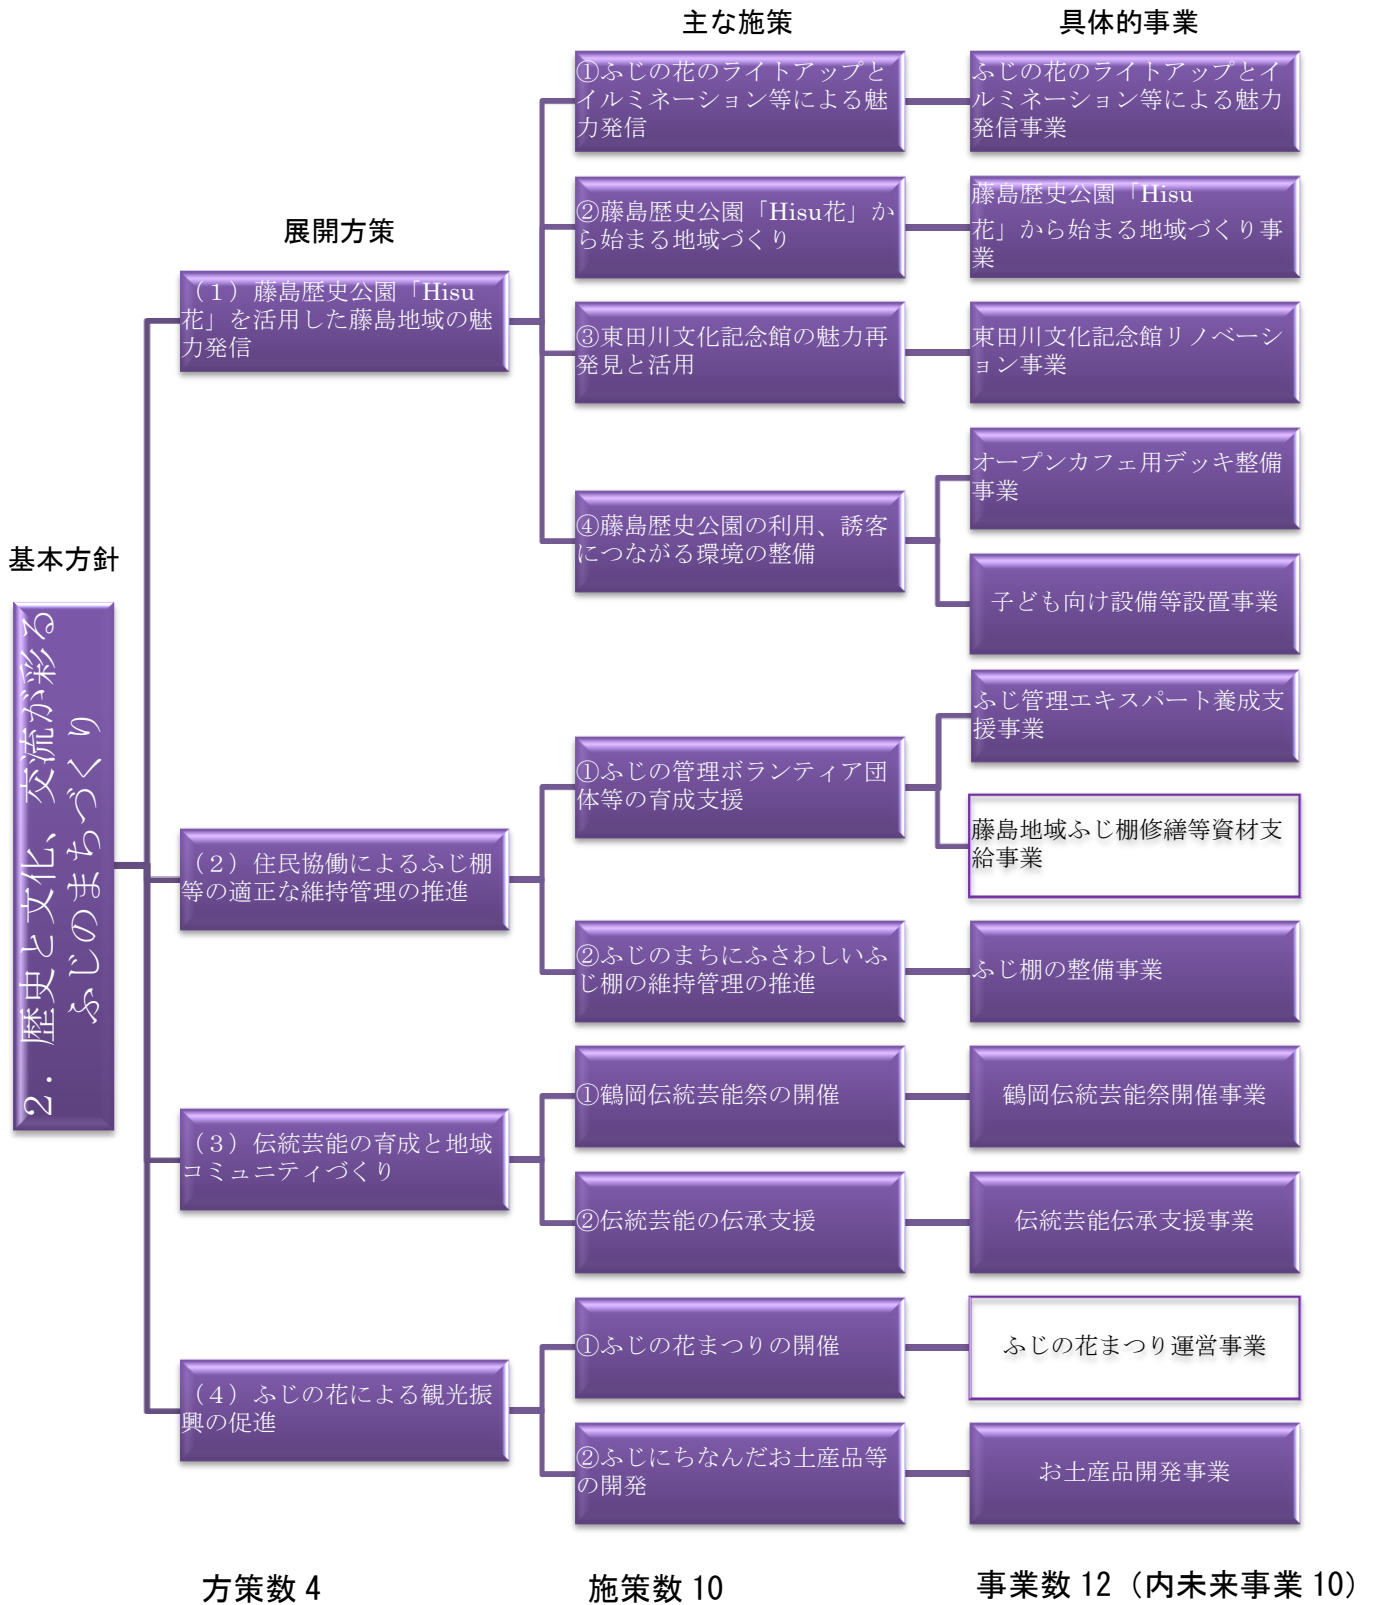 主な施策
具体的事業
①ふじの花のライトアップと
イルミネーション等による魅
力発信
ふじの花のライトアップとイ
ルミネーション等による魅力
発信事業
②藤島歴史公園「Hisu花」か
ら始まる地域づくり
藤島歴史公園「Hisu
花」から始まる地域づくり事
業
展開方策
（１）藤島歴史公園「Hisu
花」を活用した藤島地域の魅
力発信
③東田川文化記念館の魅力再
発見と活用
東田川文化記念館リノベーシ
ョン事業
④藤島歴史公園の利用、誘客
につながる環境の整備
オープンカフェ用デッキ整備
事業
子ども向け設備等設置事業
基本方針
２．歴史と文化、交流が彩る
ふじのまちづくり
（２）住民協働によるふじ棚
等の適正な維持管理の推進
①ふじの管理ボランティア団
体等の育成支援
ふじ管理エキスパート養成支
援事業
藤島地域ふじ棚修繕等資材支
給事業
②ふじのまちにふさわしいふ
じ棚の維持管理の推進
ふじ棚の整備事業
（３）伝統芸能の育成と地域
コミュニティづくり
①鶴岡伝統芸能祭の開催
鶴岡伝統芸能祭開催事業
②伝統芸能の伝承支援
伝統芸能伝承支援事業
（４）ふじの花による観光振
興の促進
①ふじの花まつりの開催
ふじの花まつり運営事業
②ふじにちなんだお土産品等
の開発
お土産品開発事業
方策数 4
施策数 10
事業数 12（内未来事業 10）